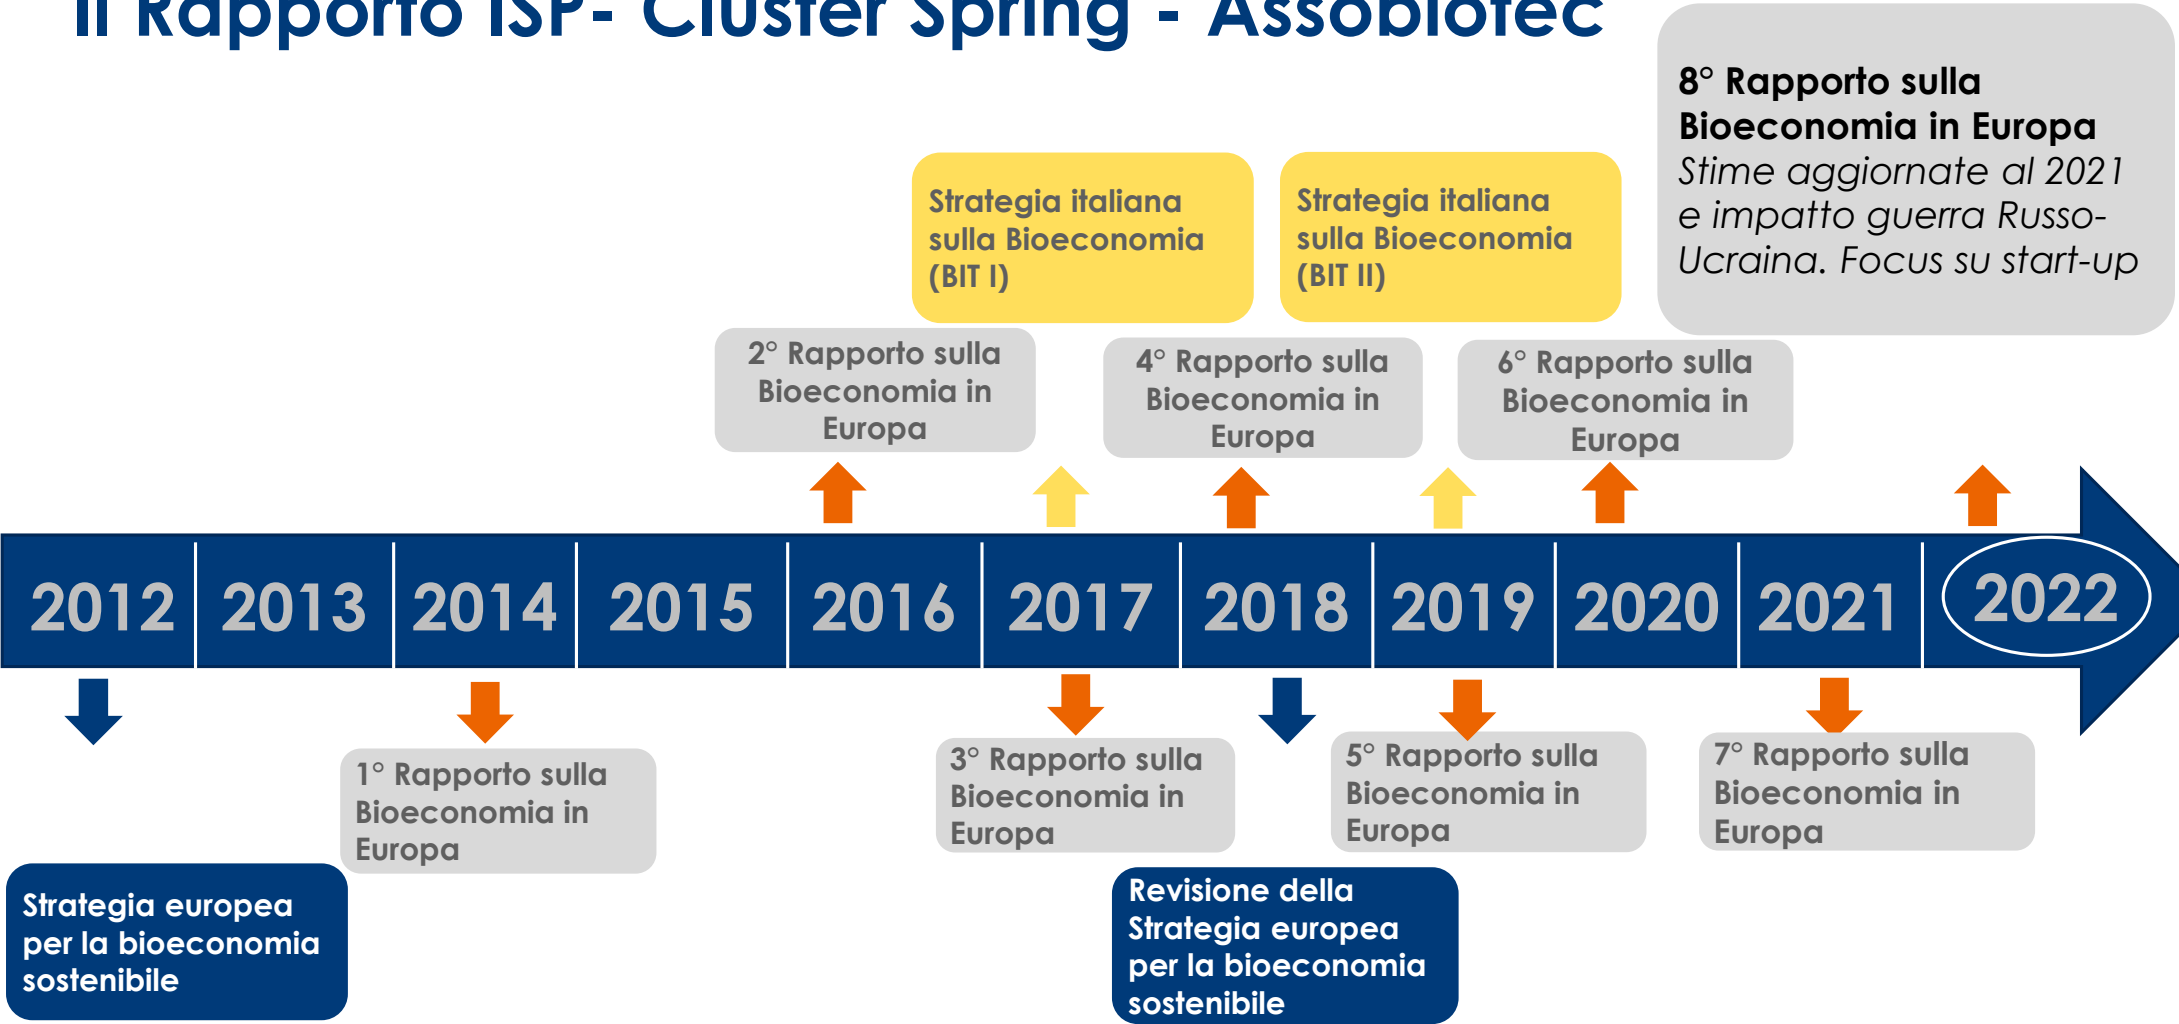 Il Rapporto ISP- Cluster Spring - Assobiotec
8° Rapporto sulla
Bioeconomia in Europa
Stime aggiornate al 2021
e impatto guerra Russo-
Ucraina. Focus su start-up
Strategia italiana
sulla Bioeconomia
(BIT I)
Strategia italiana
sulla Bioeconomia
(BIT II)
2° Rapporto sulla
Bioeconomia in
Europa
4° Rapporto sulla
Bioeconomia in
Europa
6° Rapporto sulla
Bioeconomia in
Europa
2012 2013 2014 2015 2016 2017 2018 2019 2020 2021 2022
1° Rapporto sulla
Bioeconomia in
Europa
3° Rapporto sulla
Bioeconomia in
Europa
5° Rapporto sulla
Bioeconomia in
Europa
7° Rapporto sulla
Bioeconomia in
Europa
Strategia europea
per la bioeconomia
sostenibile
Revisione della
Strategia europea
per la bioeconomia
sostenibile